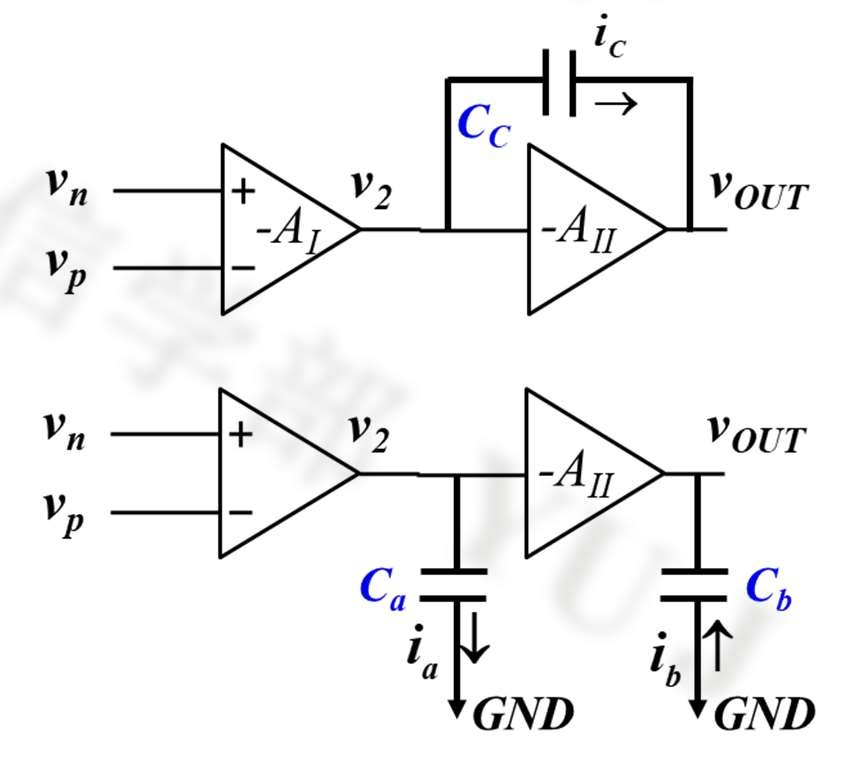 i_C
C_C
v_n + v_2 v_OUT
-A_I -A_II
v_p −
v_n + v_2 v_OUT
-A_II
v_p −
C_a C_b
i_a i_b
GND GND